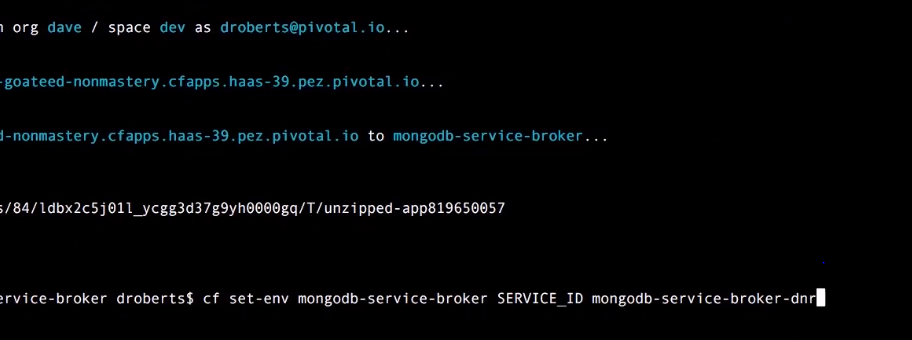 n org dave / space dev as droberts@pivotal.io...
-goateed-nonmastery.cfapps.haas-39.pez.pivotal.io...
d-nonmastery.cfapps.haas-39.pez.pivotal.io to mongodb-service-broker...
s/84/ldbx2c5j01l_ycgg3d37g9yh0000gq/T/unzipped-app819650057
ervice-broker droberts$ cf set-env mongodb-service-broker SERVICE_ID mongodb-service-broker-dnr